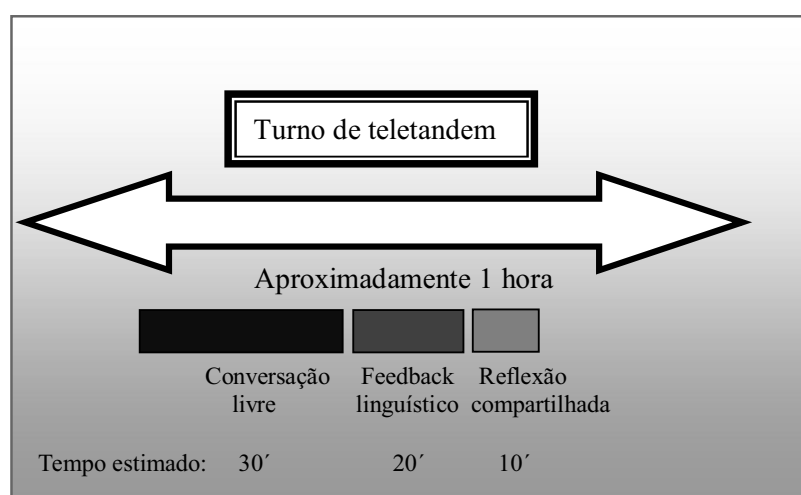 Turno de teletandem
Aproximadamente 1 hora
Conversação Feedback Reflexão
livre linguístico compartilhada
Tempo estimado: 30´ 20´ 10´